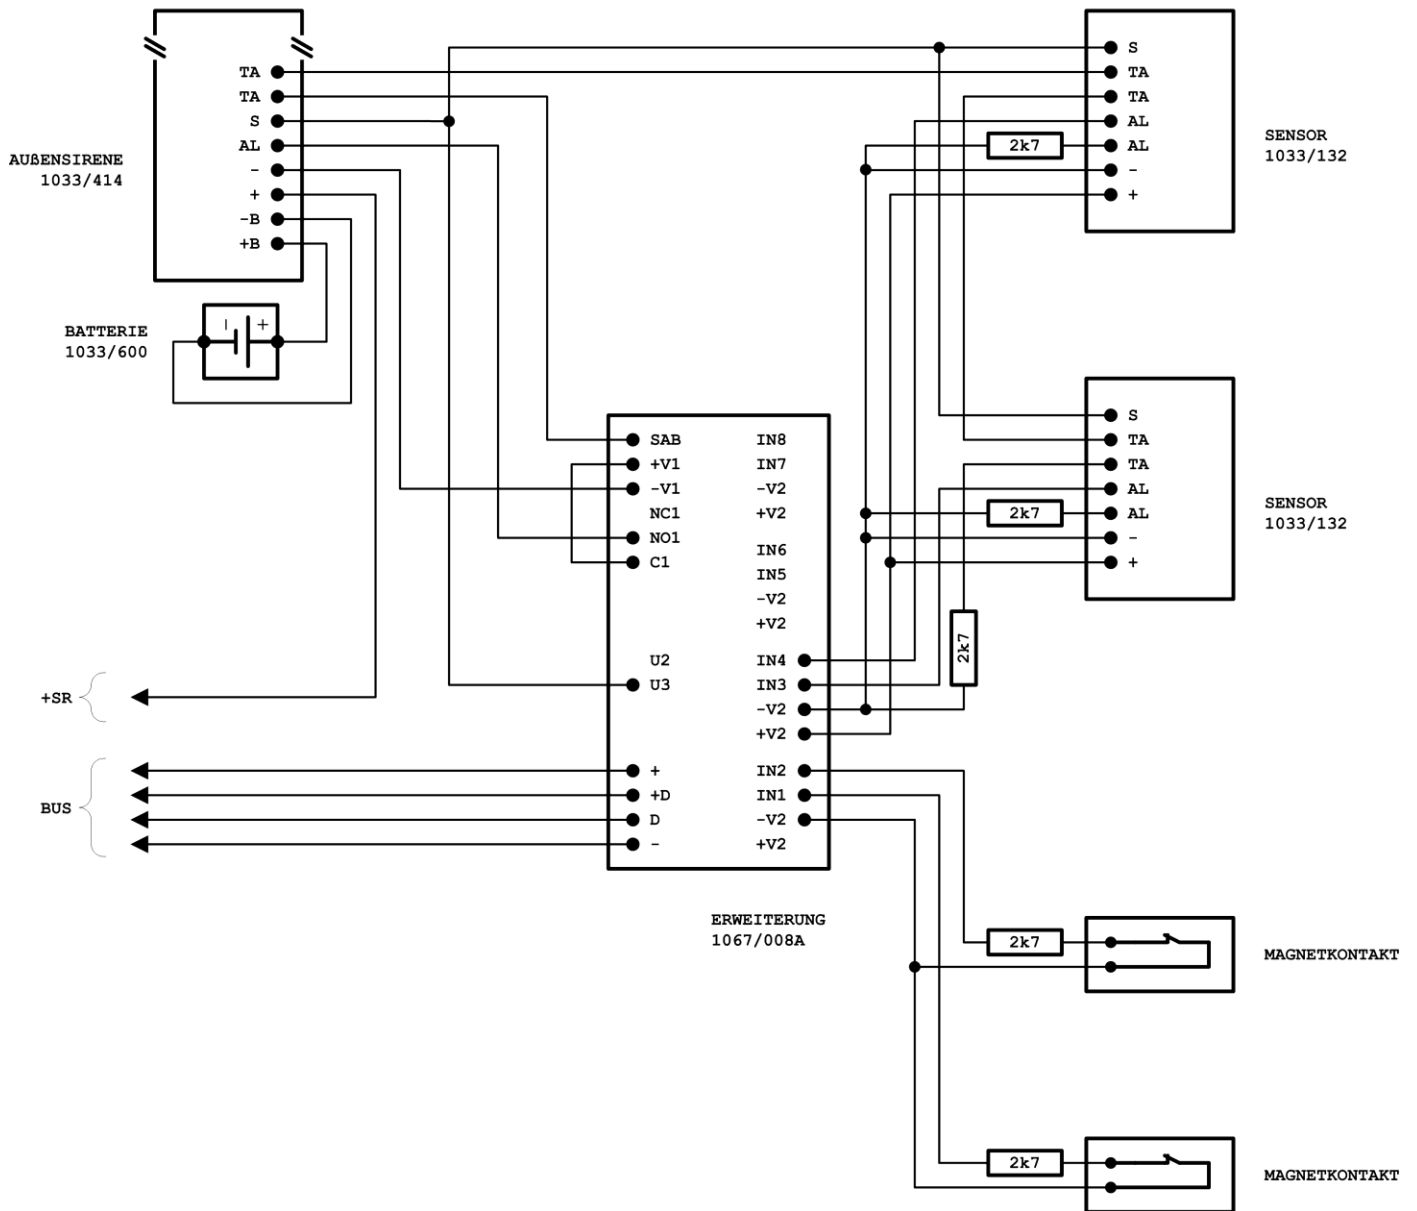 TA
TA
S
AL
-
+
-B
+B
AUßENSIRENE
1033/414
- +
BATTERIE
1033/600
S
TA
TA
AL
AL
-
+
2k7
SENSOR
1033/132
S
TA
TA
AL
AL
-
+
2k7
SENSOR
1033/132
2k7
SAB
+V1
-V1
NC1
NO1
C1
U2
U3
+
+D
D
-
IN8
IN7
-V2
+V2
IN6
IN5
-V2
+V2
IN4
IN3
-V2
+V2
IN2
IN1
-V2
+V2
+SR
BUS
ERWEITERUNG
1067/008A
2k7
MAGNETKONTAKT
2k7
MAGNETKONTAKT